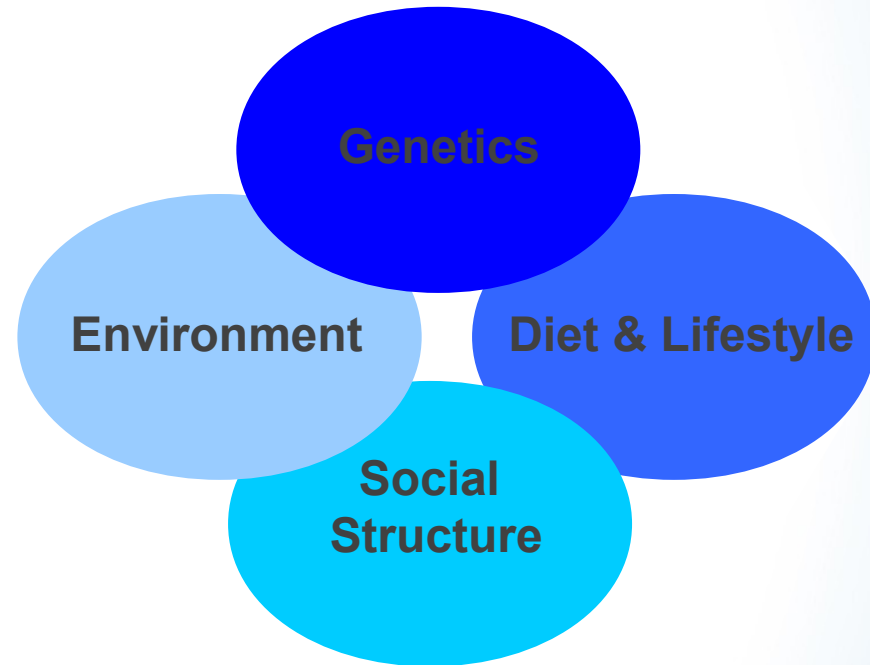 Genetics
Environment
Diet & Lifestyle
Social
Structure